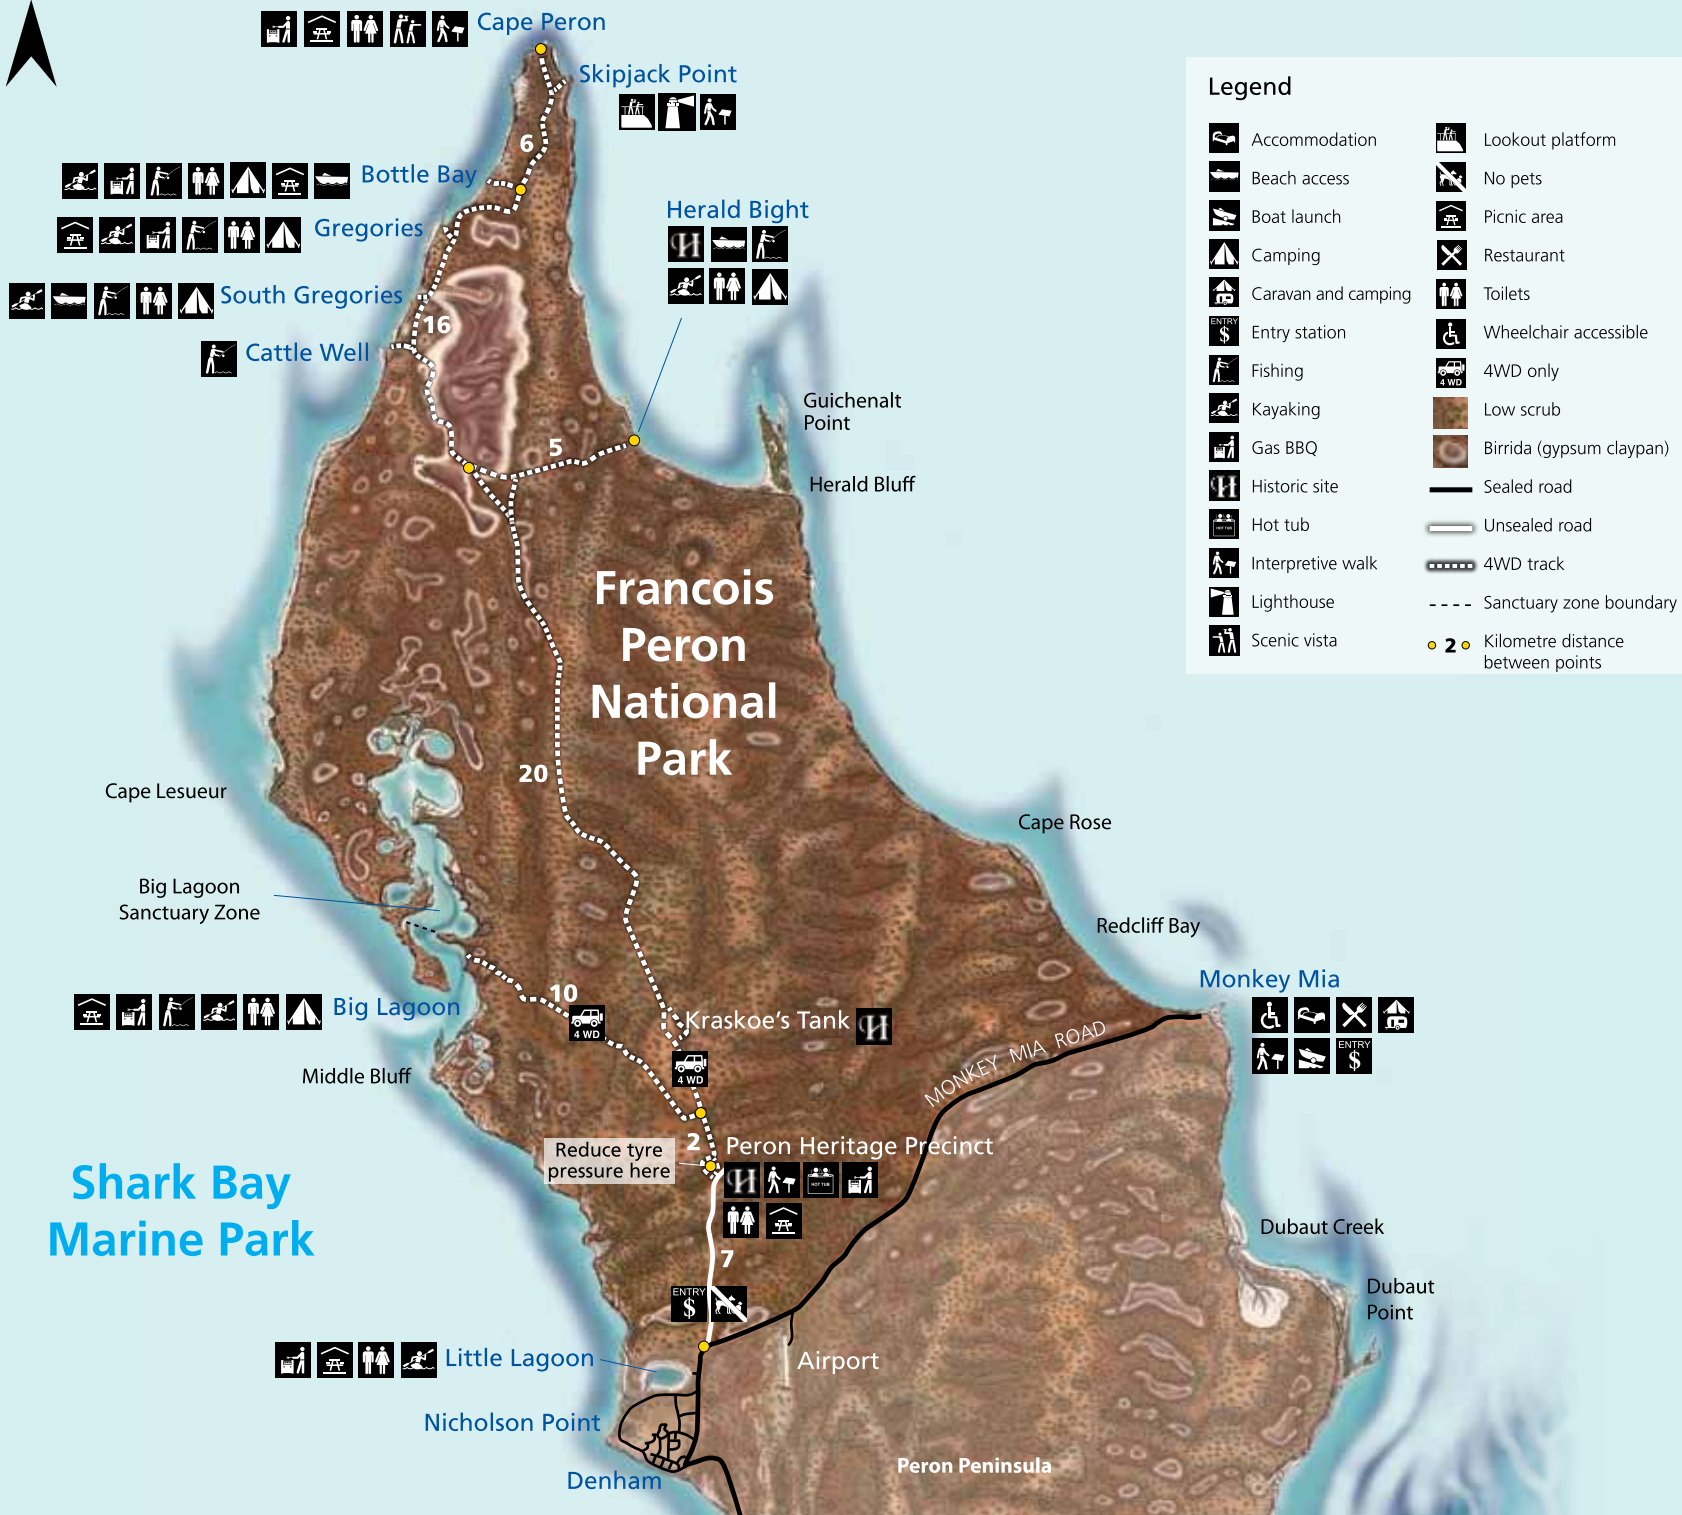 Cape Peron
Skipjack Point
6
Bottle Bay
Gregories
Herald Bight
South Gregories
16
Cattle Well
Guichenalt
Point
5
Herald Bluff
Francois
Peron
National
Park
20
Cape Lesueur
Cape Rose
Big Lagoon
Sanctuary Zone
Redcliff Bay
Monkey Mia
10
Big Lagoon
4 WD
Kraskoe's Tank
MONKEY MIA ROAD
ENTRY
$
4 WD
Middle Bluff
2
Reduce tyre
pressure here
Peron Heritage Precinct
HOT TUB
Shark Bay
Marine Park
7
Dubaut Creek
Dubaut
Point
ENTRY
$
Little Lagoon
Airport
Nicholson Point
Peron Peninsula
Denham
Legend
Accommodation
Beach access
Boat launch
Camping
Caravan and camping
ENTRY
$
Entry station
Fishing
Kayaking
Gas BBQ
Historic site
HOT TUB
Hot tub
Interpretive walk
Lighthouse
Scenic vista
Lookout platform
No pets
Picnic area
Restaurant
Toilets
Wheelchair accessible
4 WD
4WD only
Low scrub
Birrida (gypsum claypan)
Sealed road
Unsealed road
4WD track
Sanctuary zone boundary
2
Kilometre distance
between points